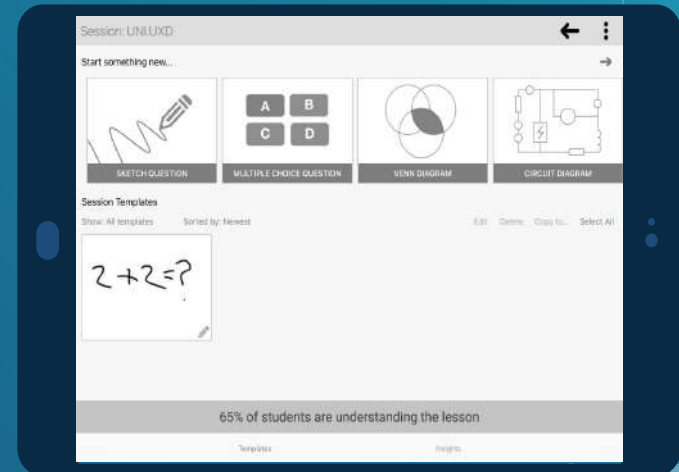 Session: UNI.UXD
Start something new...
A B
C D
SKETCH QUESTION MULTIPLE CHOICE QUESTION VENN DIAGRAM CIRCUIT DIAGRAM
Session Templates
Show: All templates Sorted by: Newest Edit Delete Copy to... Select All
2+2=?
65% of students are understanding the lesson
Templates Insights